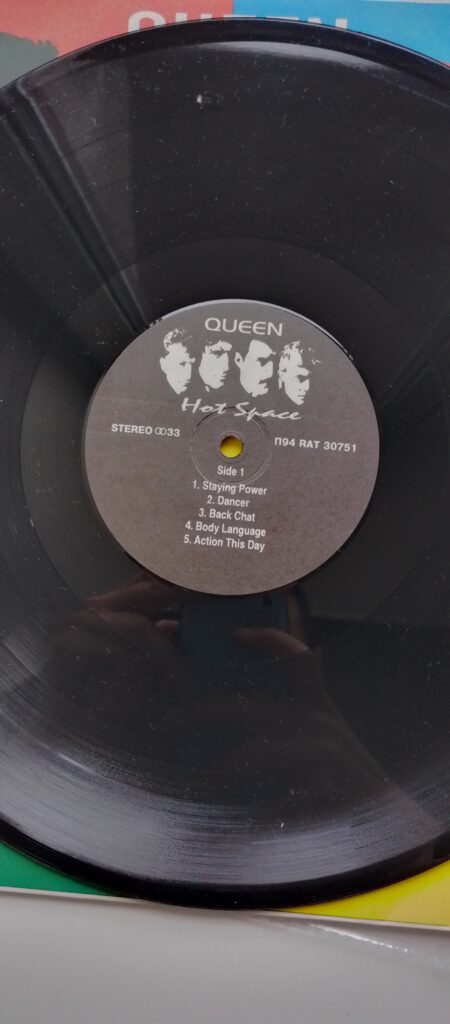 QUEEN
QUEEN
Hot Space
STEREO ꝏ33
П94 RAT 30751
Side 1
1. Staying Power
2. Dancer
3. Back Chat
4. Body Language
5. Action This Day